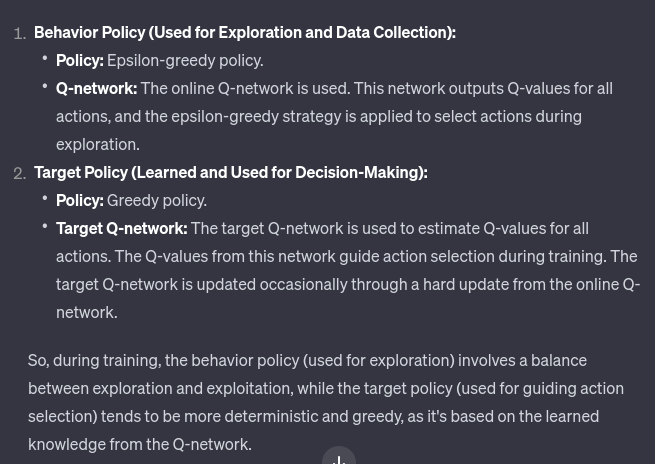 1. Behavior Policy (Used for Exploration and Data Collection):
• Policy: Epsilon-greedy policy.
• Q-network: The online Q-network is used. This network outputs Q-values for all
actions, and the epsilon-greedy strategy is applied to select actions during
exploration.
2. Target Policy (Learned and Used for Decision-Making):
• Policy: Greedy policy.
• Target Q-network: The target Q-network is used to estimate Q-values for all
actions. The Q-values from this network guide action selection during training. The
target Q-network is updated occasionally through a hard update from the online Q-
network.
So, during training, the behavior policy (used for exploration) involves a balance
between exploration and exploitation, while the target policy (used for guiding action
selection) tends to be more deterministic and greedy, as it's based on the learned
knowledge from the Q-network.